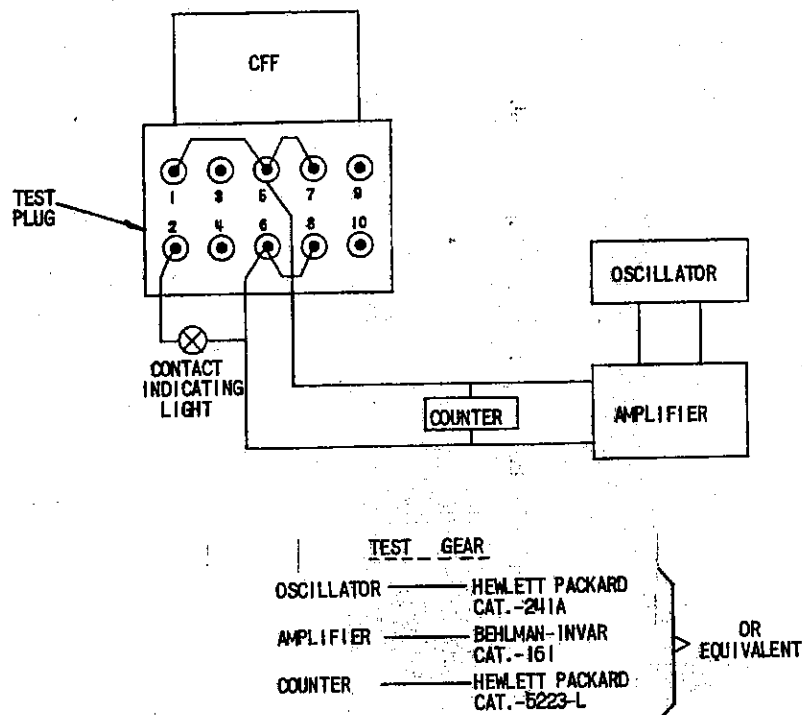 CFF
1 3 5 7 9
TEST
PLUG
2 4 6 8 10
OSCILLATOR
CONTACT
INDICATING
LIGHT
COUNTER
AMPLIFIER
TEST GEAR
OSCILLATOR HEWLETT PACKARD
CAT.-241A
AMPLIFIER BEHLMAN-INVAR
CAT.-161
COUNTER HEWLETT PACKARD
CAT.-5223-L
OR
EQUIVALENT